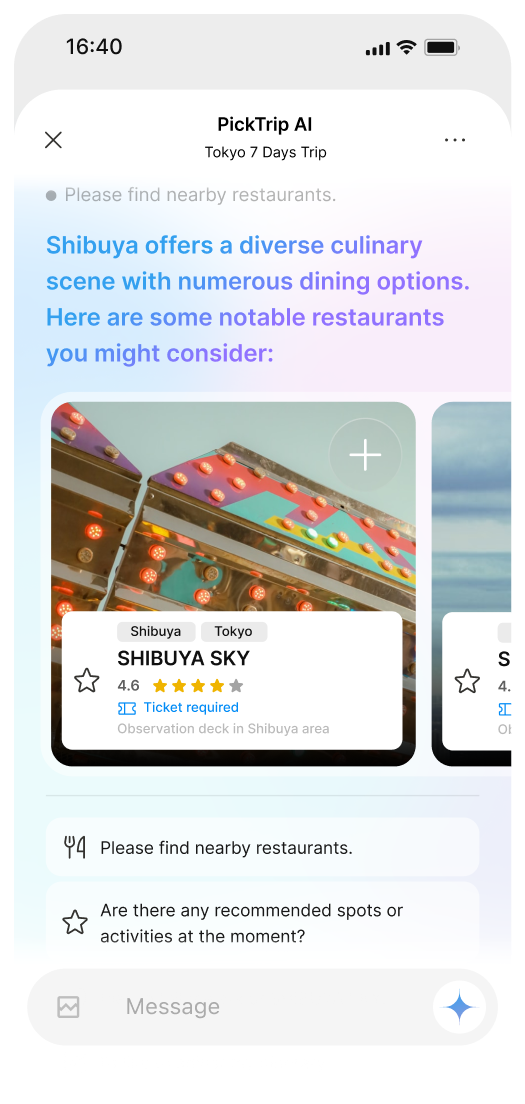 16:40
PickTrip AI
Tokyo 7 Days Trip
Please find nearby restaurants.
Shibuya offers a diverse culinary
scene with numerous dining options.
Here are some notable restaurants
you might consider:
Shibuya Tokyo
SHIBUYA SKY
4.6
Ticket required
Observation deck in Shibuya area
S
4.
Please find nearby restaurants.
Are there any recommended spots or
activities at the moment?
Message